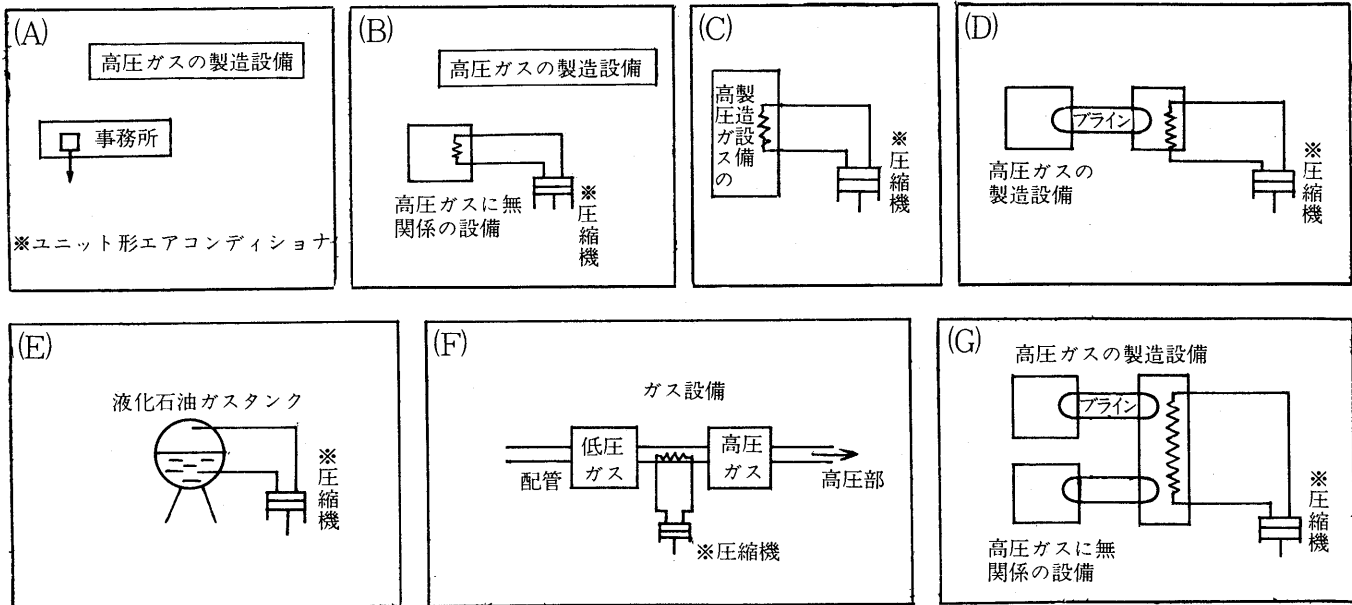 (A)
高圧ガスの製造設備
事務所
※ユニット形エアコンディショナ
(B)
高圧ガスの製造設備
高圧ガスに無
関係の設備
※圧縮機
(C)
高圧ガスの
製造設備の
※圧縮機
(D)
ブライン
高圧ガスの
製造設備
※圧縮機
(E)
液化石油ガスタンク
※圧縮機
(F)
ガス設備
低圧
ガス
高圧
ガス
配管
高圧部
※圧縮機
(G)
高圧ガスの製造設備
ブライン
高圧ガスに無
関係の設備
※圧縮機